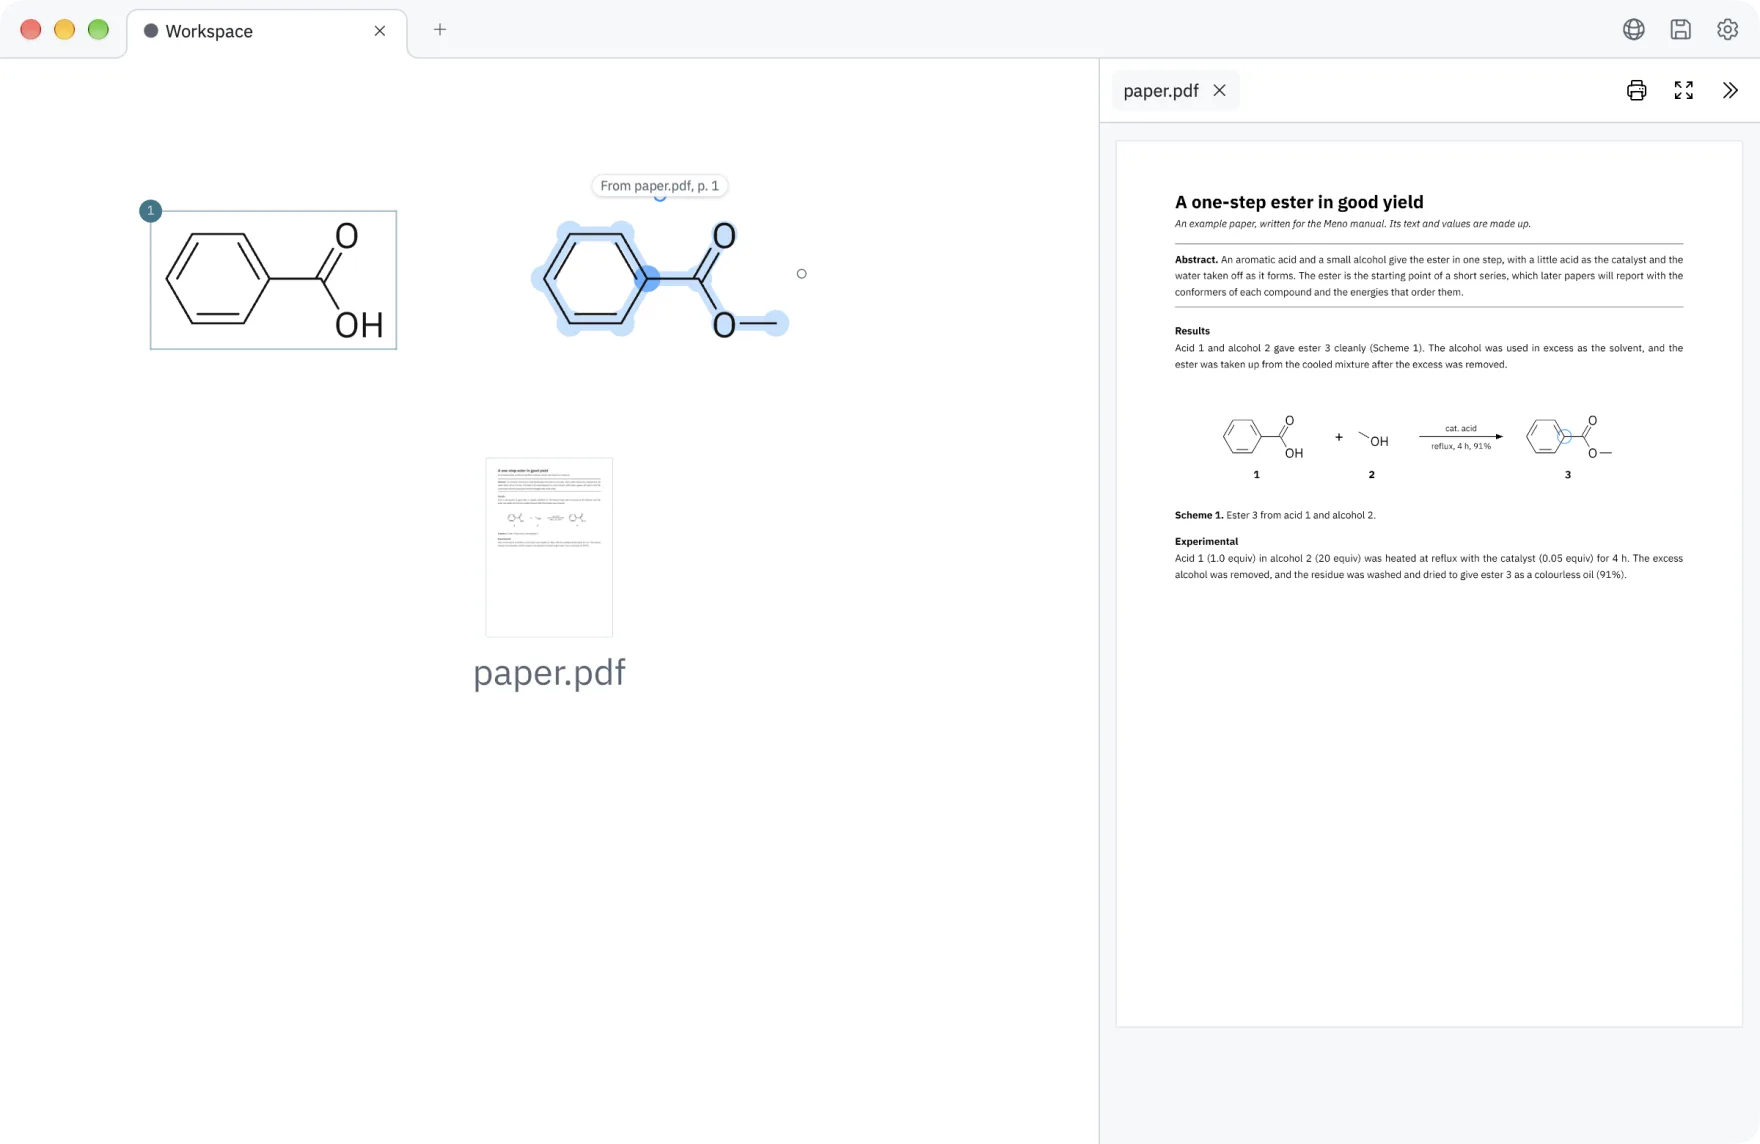 Workspace
paper.pdf
From paper.pdf, p. 1
1
O
OH
O
O
paper.pdf
A one-step ester in good yield
An example paper, written for the Meno manual. Its text and values are made up.
Abstract. An aromatic acid and a small alcohol give the ester in one step, with a little acid as the catalyst and the
water taken off as it forms. The ester is the starting point of a short series, which later papers will report with the
conformers of each compound and the energies that order them.
Results
Acid 1 and alcohol 2 gave ester 3 cleanly (Scheme 1). The alcohol was used in excess as the solvent, and the
ester was taken up from the cooled mixture after the excess was removed.
O
OH
+
OH
cat. acid
reflux, 4 h, 91%
O
O
1
2
3
Scheme 1. Ester 3 from acid 1 and alcohol 2.
Experimental
Acid 1 (1.0 equiv) in alcohol 2 (20 equiv) was heated at reflux with the catalyst (0.05 equiv) for 4 h. The excess
alcohol was removed, and the residue was washed and dried to give ester 3 as a colourless oil (91%).